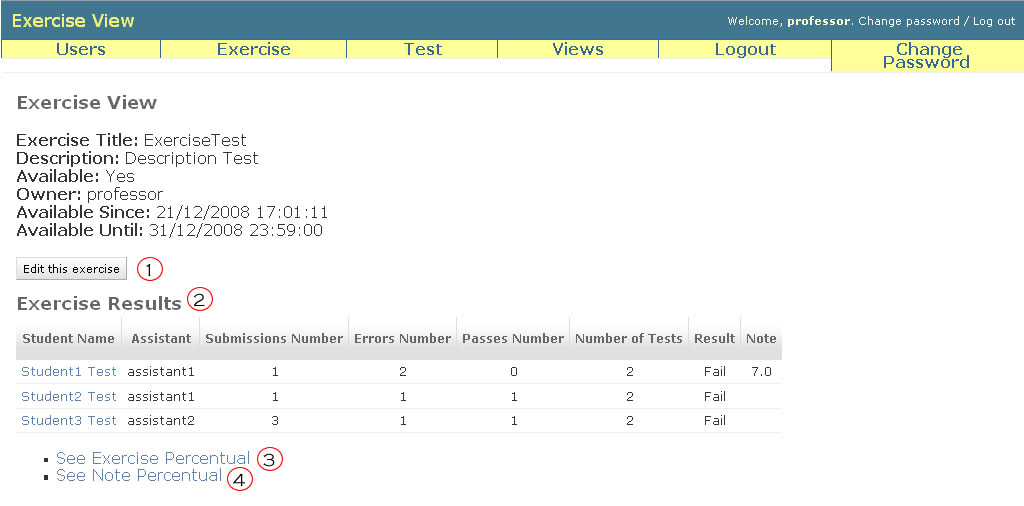 Exercise View
Welcome, professor. Change password / Log out
Users Exercise Test Views Logout Change Password
Exercise View
Exercise Title: ExerciseTest
Description: Description Test
Available: Yes
Owner: professor
Available Since: 21/12/2008 17:01:11
Available Until: 31/12/2008 23:59:00
Edit this exercise 1
Exercise Results 2
Student Name Assistant Submissions Number Errors Number Passes Number Number of Tests Result Note
Student1 Test assistant1 1 2 0 2 Fail 7.0
Student2 Test assistant1 1 1 1 2 Fail
Student3 Test assistant2 3 1 1 2 Fail
See Exercise Percentual 3
See Note Percentual 4